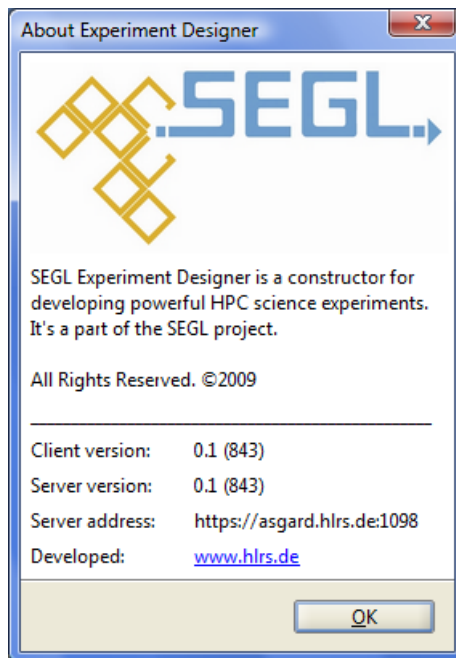 About Experiment Designer
SEGL
SEGL Experiment Designer is a constructor for
developing powerful HPC science experiments.
It's a part of the SEGL project.
All Rights Reserved. ©2009
Client version: 0.1 (843)
Server version: 0.1 (843)
Server address: https://asgard.hlrs.de:1098
Developed: www.hlrs.de
OK